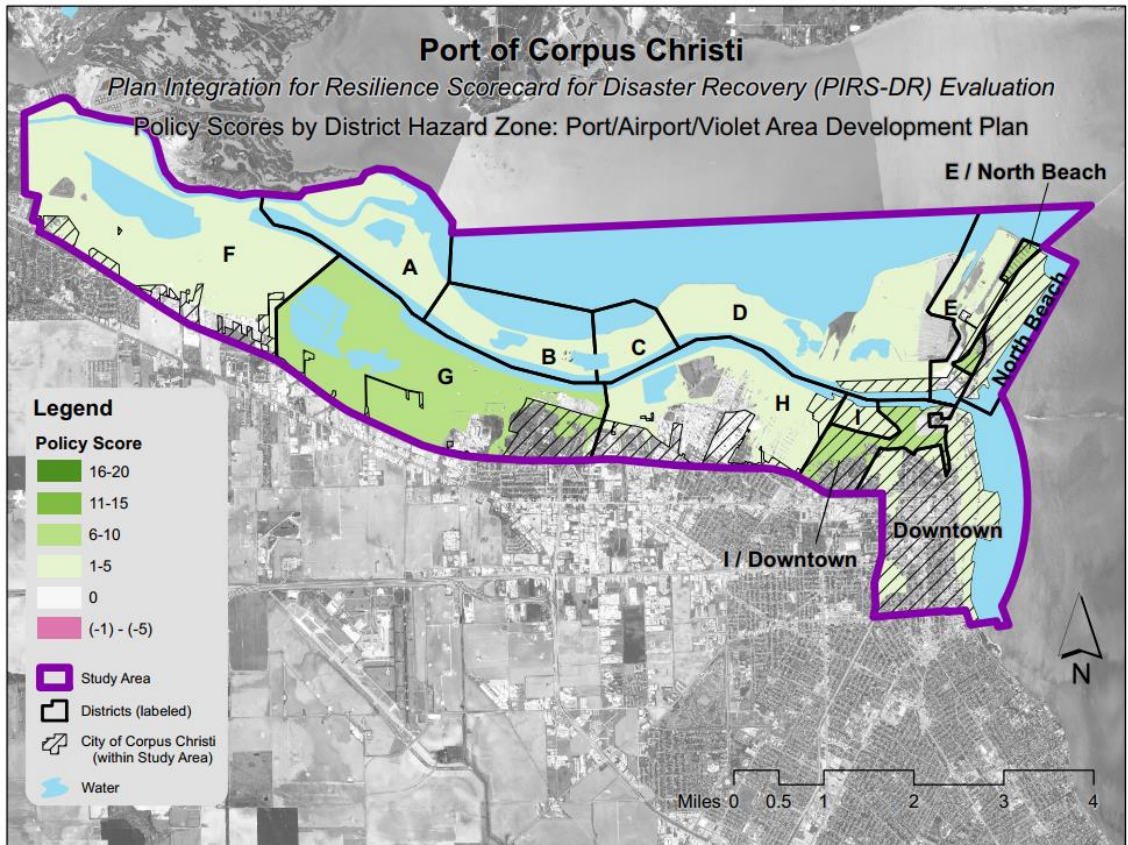 Port of Corpus Christi
Plan Integration for Resilience Scorecard for Disaster Recovery (PIRS-DR) Evaluation
Policy Scores by District Hazard Zone: Port/Airport/Violet Area Development Plan
E / North Beach
F
A
D
E
North Beach
B
C
G
H
I
Downtown
I / Downtown
Legend
Policy Score
16-20
11-15
6-10
1-5
0
(-1) - (-5)
Study Area
Districts (labeled)
City of Corpus Christi
(within Study Area)
Water
N
Miles 0 0.5 1 2 3 4